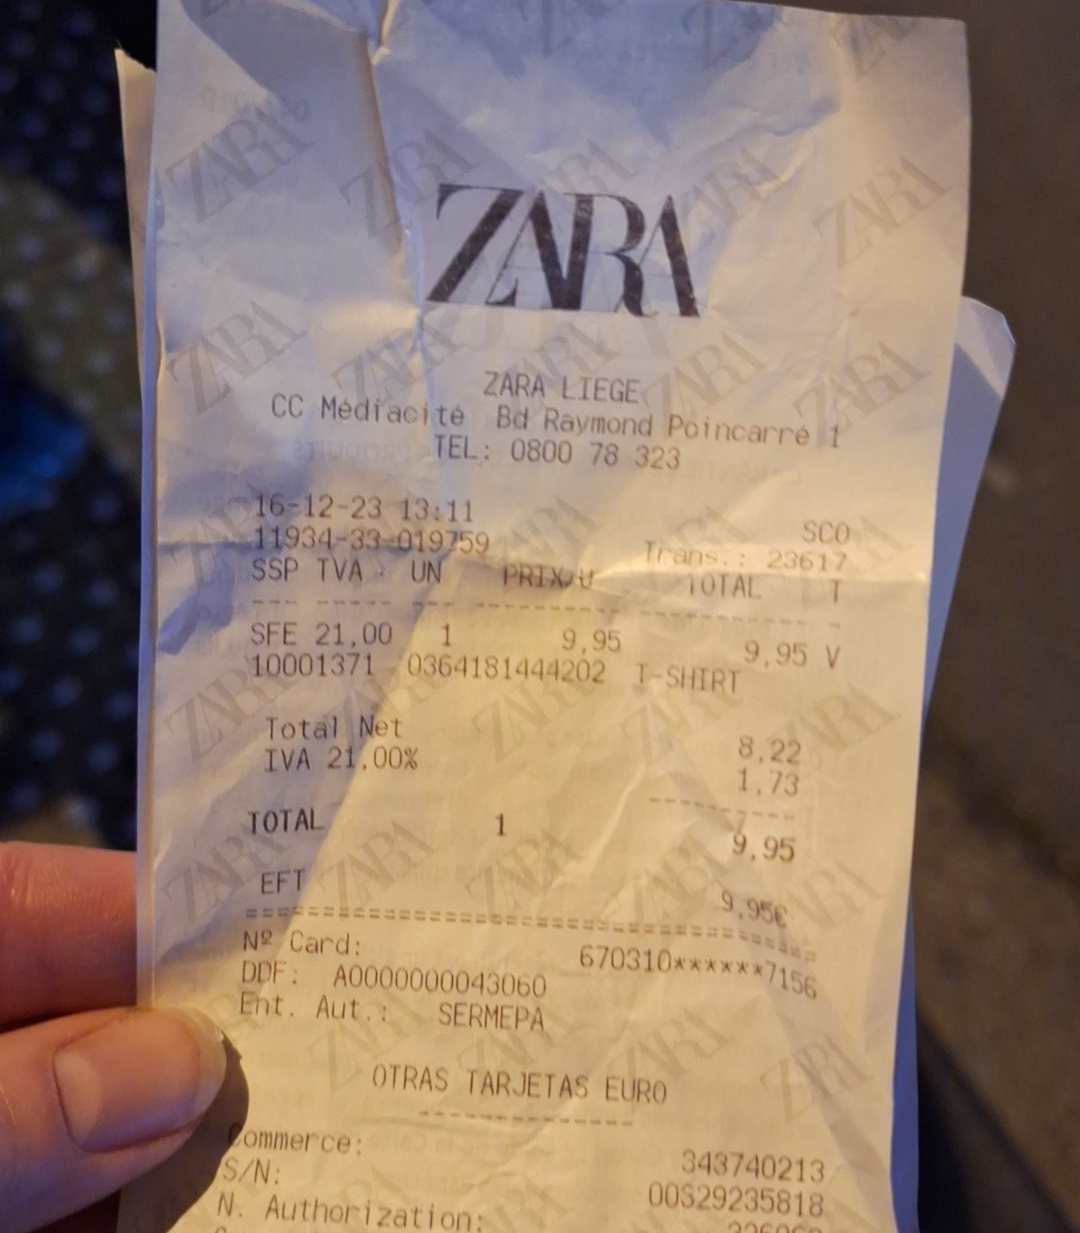 ZARA
ZARA LIEGE
CC Médiacité Bd Raymond Poincarré 1
TEL: 0800 78 323
16-12-23 13:11 SCO
11934-33-019759 Trans.: 23617
SSP TVA UN PRIX/U TOTAL T
SFE 21,00 1 9,95 9,95 V
10001371 0364181444202 T-SHIRT
Total Net 8,22
IVA 21,00% 1,73
TOTAL 1 9,95
EFT 9,95€
Nº Card: 670310******7156
DDF: A0000000043060
Ent. Aut.: SERMEPA
OTRAS TARJETAS EURO
Commerce: 343740213
S/N: 00S29235818
N. Authorization: